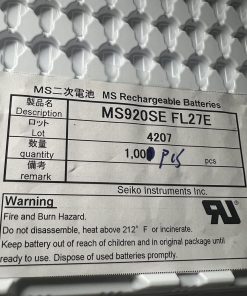 MS二次電池 MS Rechargeable Batteries
製品名
Description MS920SE FL27E
ロット
Lot 4207
数量
quantity 1,000 pcs pcs
備考
remark
Seiko Instruments Inc.
Warning
Fire and Burn Hazard.
Do not disassemble, heat above 212° F or incinerate.
Keep battery out of reach of children and in original package until
ready to use. Dispose of used batteries promptly.